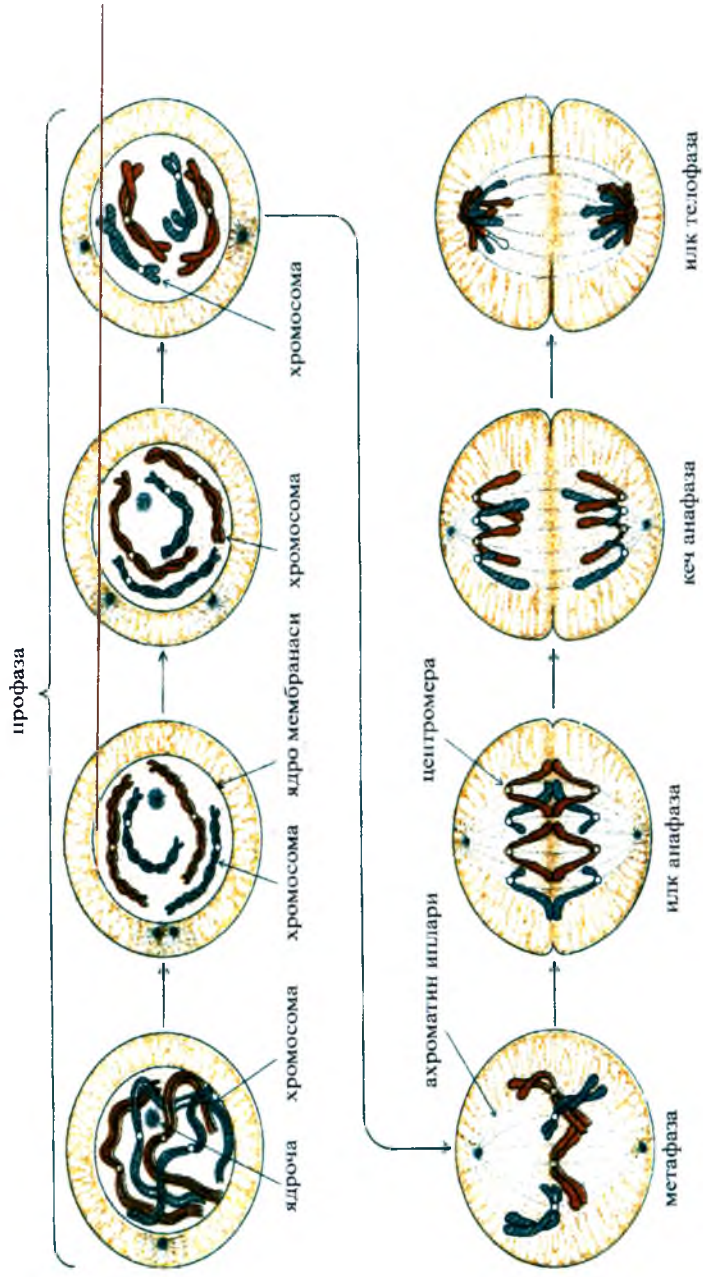 профаза
ядроча
хромосома
хромосома
ядро мембранаси
хромосома
хромосома
ахроматин иплари
центромера
метафаза
илк анафаза
кеч анафаза
илк телофаза